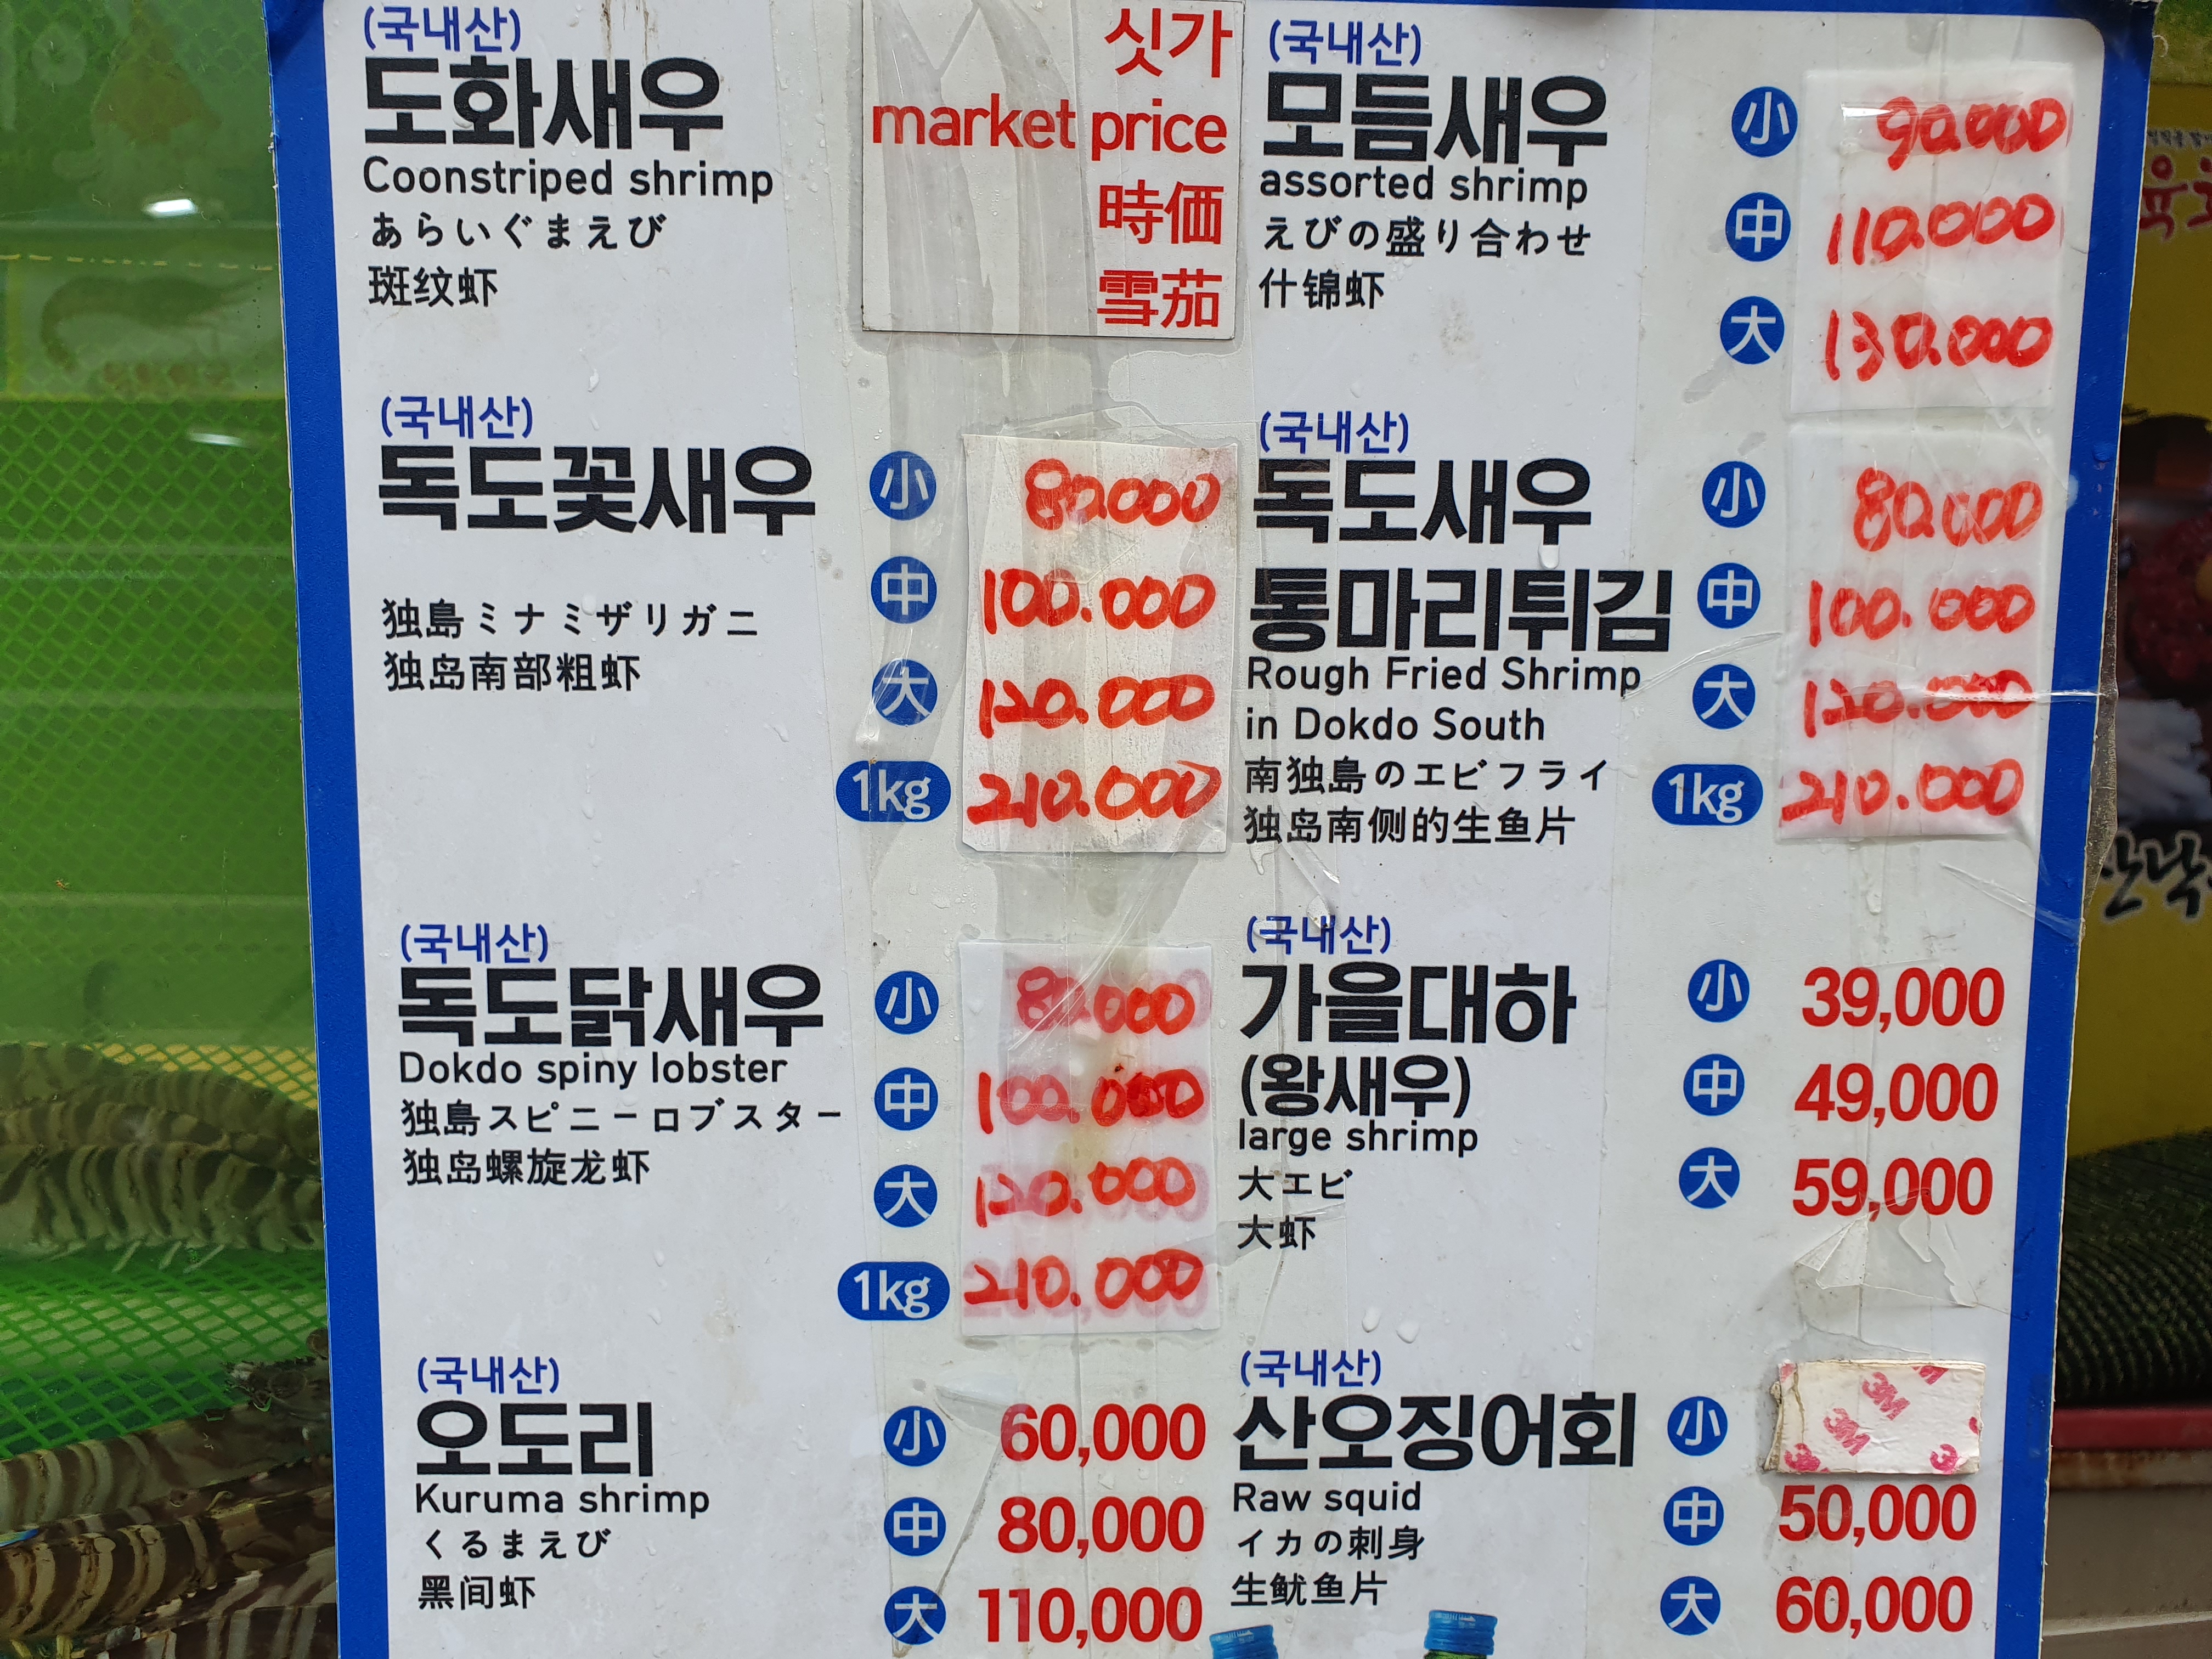 (국내산)
도화새우
Coonstriped shrimp
あらいぐまえび
斑纹虾
싯가
market price
時価
雪茄
(국내산)
독도꽃새우
独島ミナミザリガニ
独岛南部粗虾
小 80.000
中 100.000
大 120.000
1kg 210.000
(국내산)
독도닭새우
Dokdo spiny lobster
独島スピニーロブスター
独岛螺旋龙虾
小 80.000
中 100.000
大 120.000
1kg 210.000
(국내산)
오도리
Kuruma shrimp
くるまえび
黑间虾
小 60,000
中 80,000
大 110,000
(국내산)
모듬새우
assorted shrimp
えびの盛り合わせ
什锦虾
小 90.000
中 110.000
大 130.000
(국내산)
독도새우
통마리튀김
Rough Fried Shrimp
in Dokdo South
南独島のエビフライ
独岛南侧的生鱼片
小 80.000
中 100.000
大 120.000
1kg 210.000
(국내산)
가을대하
(왕새우)
large shrimp
大エビ
大虾
小 39,000
中 49,000
大 59,000
(국내산)
산오징어회
Raw squid
イカの刺身
生鱿鱼片
小
中 50,000
大 60,000
3M
3M
산낙